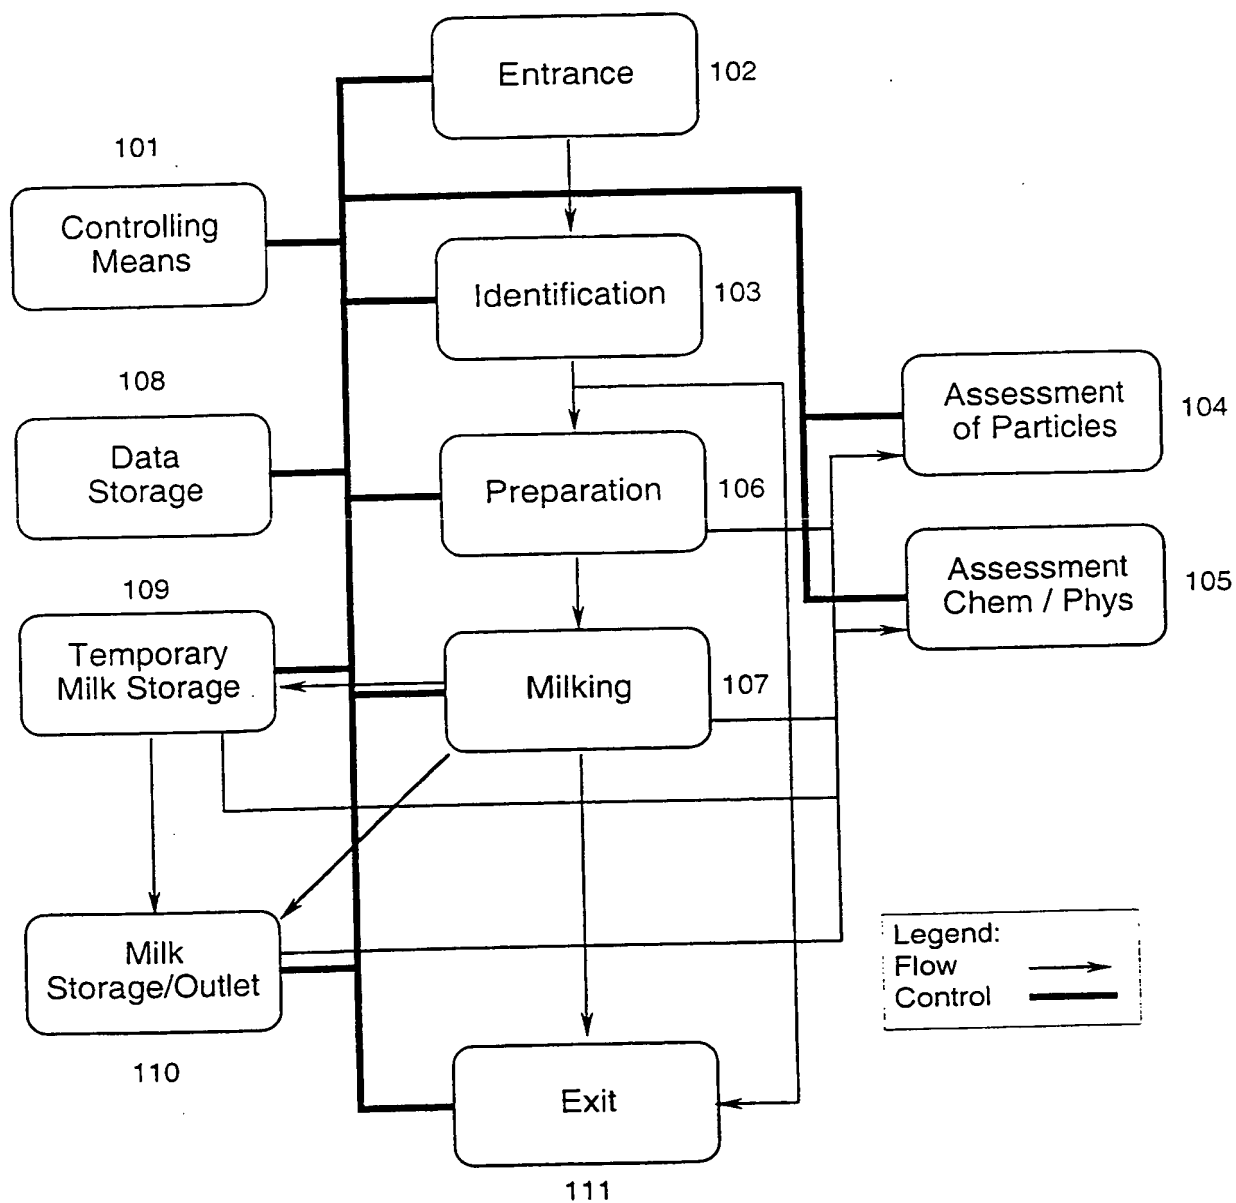 Entrance
102
101
Controlling
Means
Identification
103
108
Data
Storage
Assessment
of Particles
104
Preparation
106
Assessment
Chem / Phys
105
109
Temporary
Milk Storage
Milking
107
Milk
Storage/Outlet
110
Legend:
Flow
Control
Exit
111